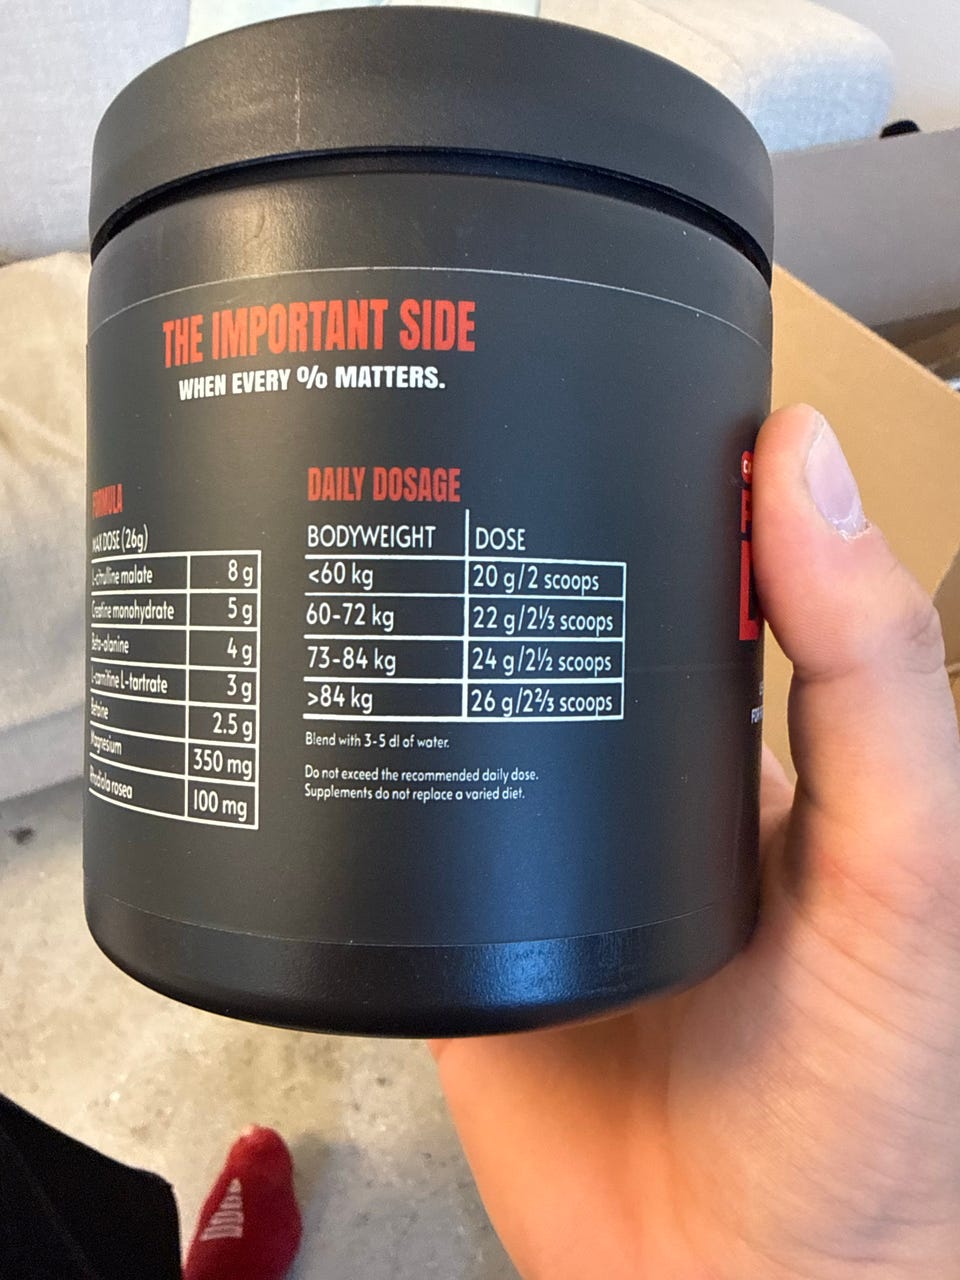 THE IMPORTANT SIDE
WHEN EVERY % MATTERS.
FORMULA
MAX DOSE (26g)
L-citrulline malate 8 g
Creatine monohydrate 5 g
Beta-alanine 4 g
L-carnitine L-tartrate 3 g
Betaine 2.5 g
Magnesium 350 mg
Rhodiola rosea 100 mg
DAILY DOSAGE
BODYWEIGHT DOSE
<60 kg 20 g/2 scoops
60-72 kg 22 g/2⅓ scoops
73-84 kg 24 g/2½ scoops
>84 kg 26 g/2⅔ scoops
Blend with 3-5 dl of water.
Do not exceed the recommended daily dose.
Supplements do not replace a varied diet.